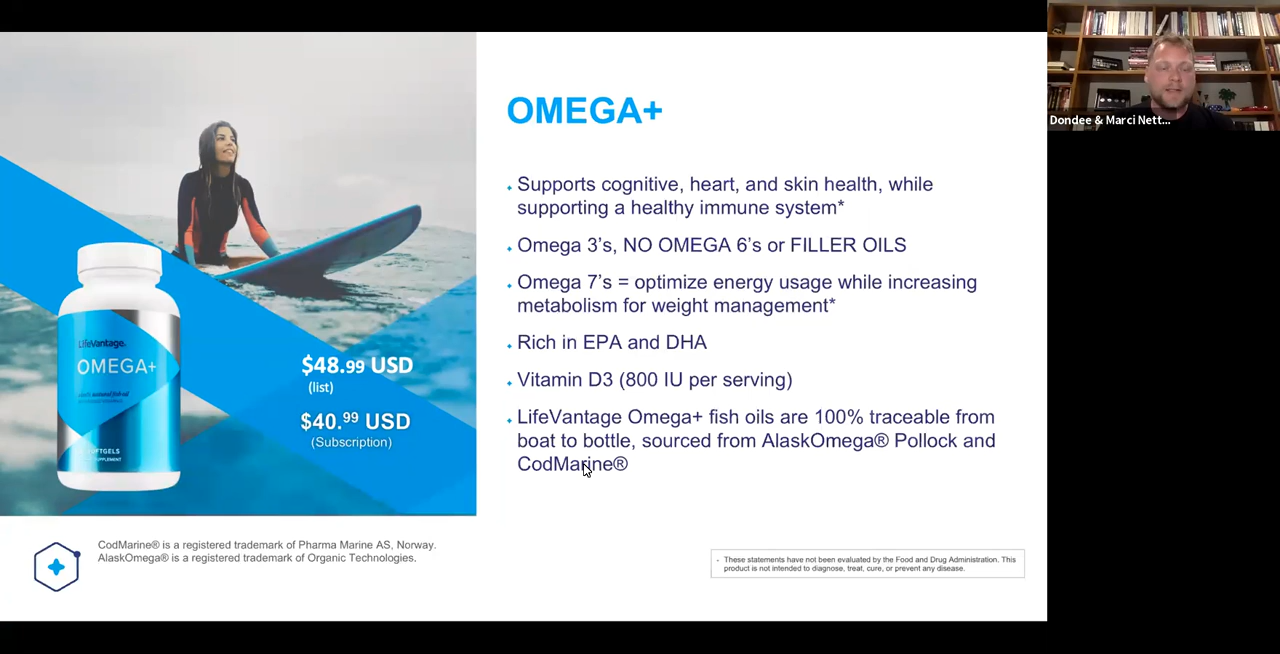 OMEGA+
Supports cognitive, heart, and skin health, while
supporting a healthy immune system*
Omega 3's, NO OMEGA 6's or FILLER OILS
Omega 7's = optimize energy usage while increasing
metabolism for weight management*
Rich in EPA and DHA
Vitamin D3 (800 IU per serving)
LifeVantage Omega+ fish oils are 100% traceable from
boat to bottle, sourced from AlaskOmega® Pollock and
CodMarine®
LifeVantage
OMEGA+
$48.99 USD
(list)
$40.99 USD
(Subscription)
CodMarine® is a registered trademark of Pharma Marine AS, Norway.
AlaskOmega® is a registered trademark of Organic Technologies.
- These statements have not been evaluated by the Food and Drug Administration. This
product is not intended to diagnose, treat, cure, or prevent any disease.
Dondee & Marci Nett...